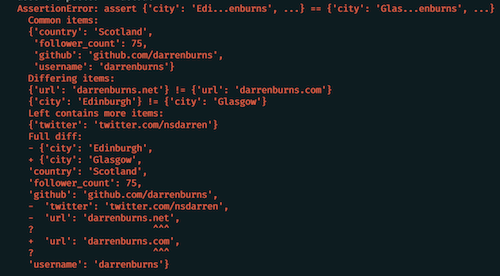 AssertionError: assert {'city': 'Edi...enburns', ...} == {'city': 'Glas...enburns', ...}
Common items:
{'country': 'Scotland',
'follower_count': 75,
'github': 'github.com/darrenburns',
'username': 'darrenburns'}
Differing items:
{'url': 'darrenburns.net'} != {'url': 'darrenburns.com'}
{'city': 'Edinburgh'} != {'city': 'Glasgow'}
Left contains more items:
{'twitter': 'twitter.com/nsdarren'}
Full diff:
- {'city': 'Edinburgh',
+ {'city': 'Glasgow',
'country': 'Scotland',
'follower_count': 75,
'github': 'github.com/darrenburns',
- 'twitter': 'twitter.com/nsdarren',
- 'url': 'darrenburns.net',
? ^^^
+ 'url': 'darrenburns.com',
? ^^^
'username': 'darrenburns'}